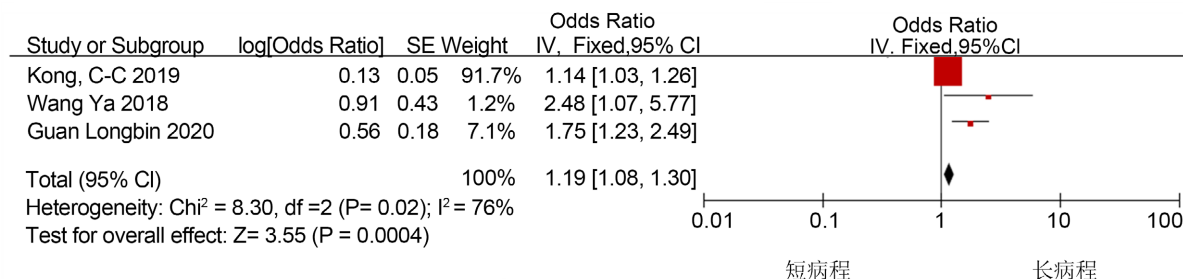 Odds Ratio Odds Ratio
Study or Subgroup log[Odds Ratio] SE Weight IV, Fixed,95% CI IV. Fixed,95%CI
Kong, C-C 2019 0.13 0.05 91.7% 1.14 [1.03, 1.26]
Wang Ya 2018 0.91 0.43 1.2% 2.48 [1.07, 5.77]
Guan Longbin 2020 0.56 0.18 7.1% 1.75 [1.23, 2.49]
Total (95% CI) 100% 1.19 [1.08, 1.30]
Heterogeneity: Chi² = 8.30, df =2 (P= 0.02); I² = 76%
Test for overall effect: Z= 3.55 (P = 0.0004)
0.01 0.1 1 10 100
短病程 长病程